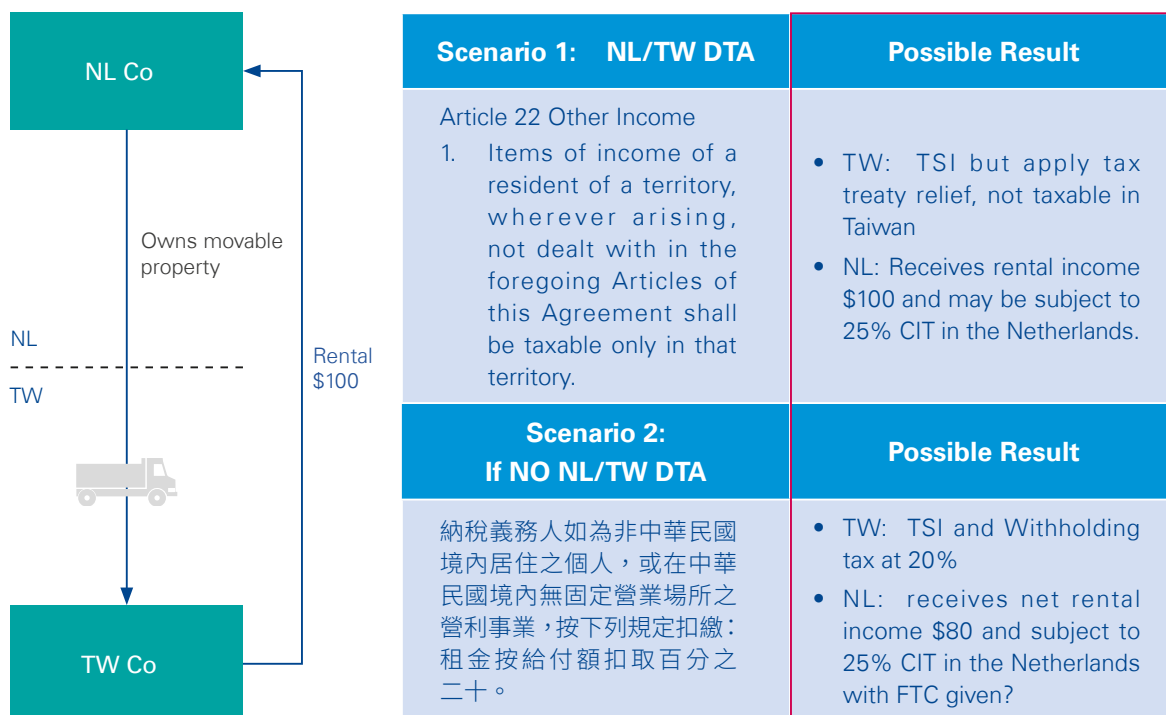 NL Co
Owns movable
property
NL
TW
Rental
$100
TW Co
Scenario 1: NL/TW DTA
Possible Result
Article 22 Other Income
1. Items of income of a
resident of a territory,
wherever arising,
not dealt with in the
foregoing Articles of
this Agreement shall
be taxable only in that
territory.
• TW: TSI but apply tax
treaty relief, not taxable in
Taiwan
• NL: Receives rental income
$100 and may be subject to
25% CIT in the Netherlands.
Scenario 2:
If NO NL/TW DTA
Possible Result
納稅義務人如為非中華民國
境內居住之個人，或在中華
民國境內無固定營業場所之
營利事業，按下列規定扣繳：
租金按給付額扣取百分之
二十。
• TW: TSI and Withholding
tax at 20%
• NL: receives net rental
income $80 and subject to
25% CIT in the Netherlands
with FTC given?